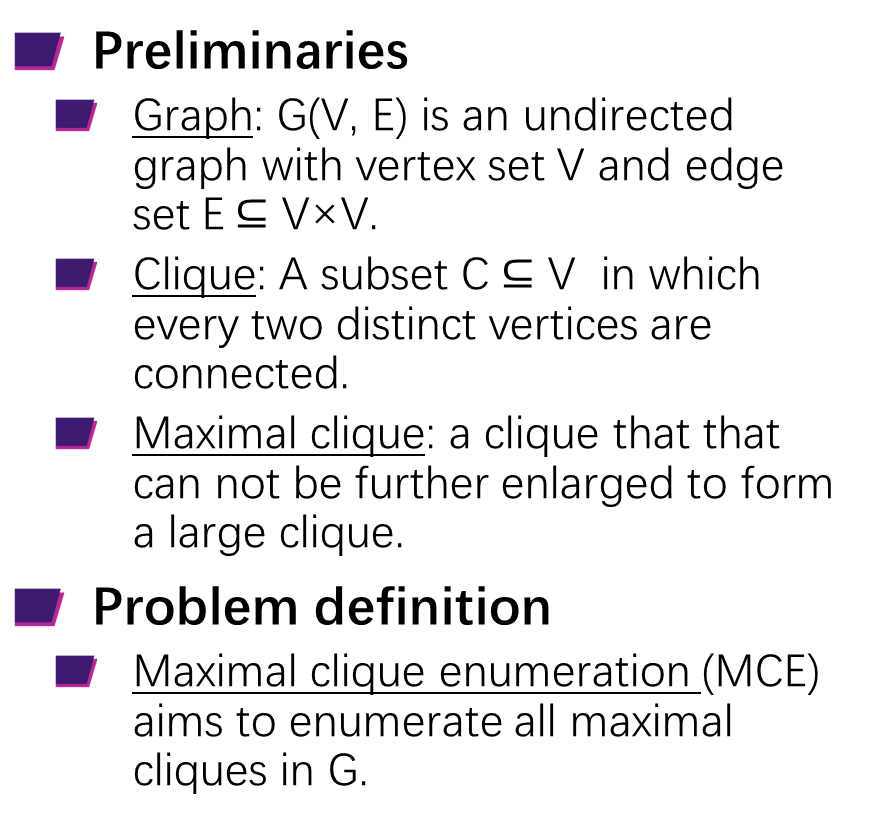 Preliminaries
Graph: G(V, E) is an undirected
graph with vertex set V and edge
set E ⊆ V×V.
Clique: A subset C ⊆ V  in which
every two distinct vertices are
connected.
Maximal clique: a clique that that
can not be further enlarged to form
a large clique.
Problem definition
Maximal clique enumeration (MCE)
aims to enumerate all maximal
cliques in G.